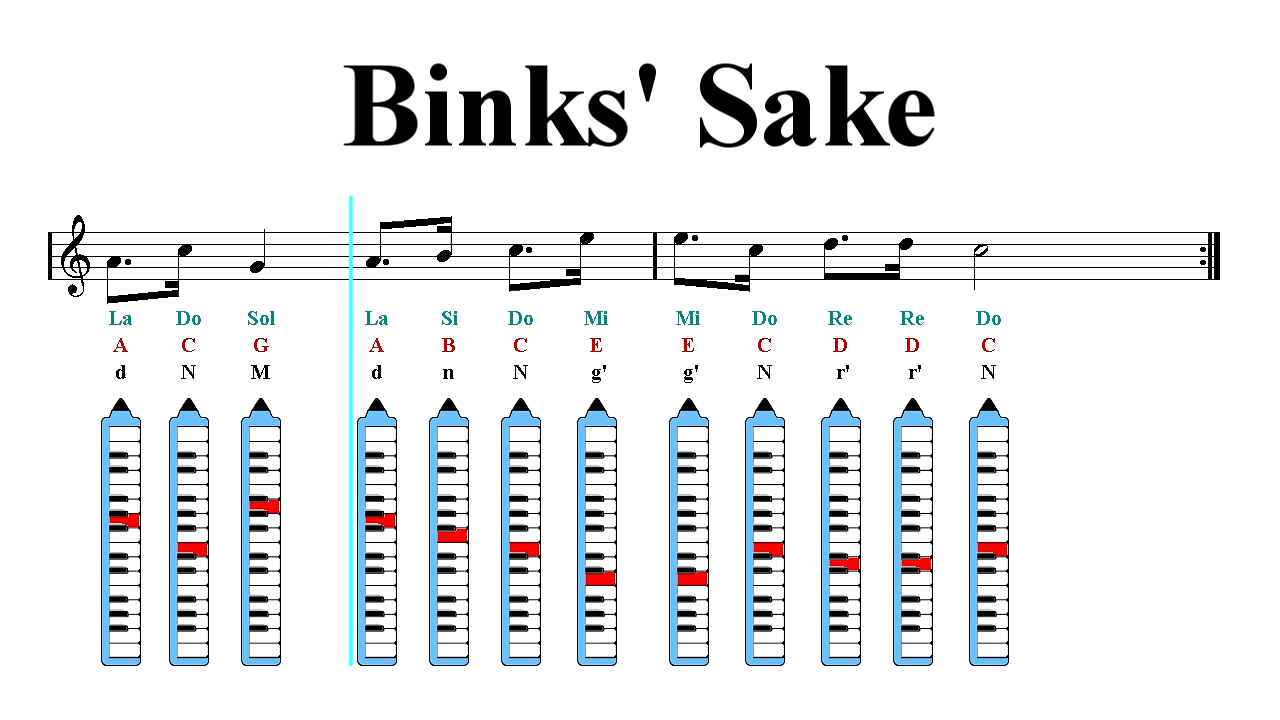 Binks' Sake
La Do Sol La Si Do Mi Mi Do Re Re Do
A C G A B C E E C D D C
d N M d n N g' g' N r' r' N